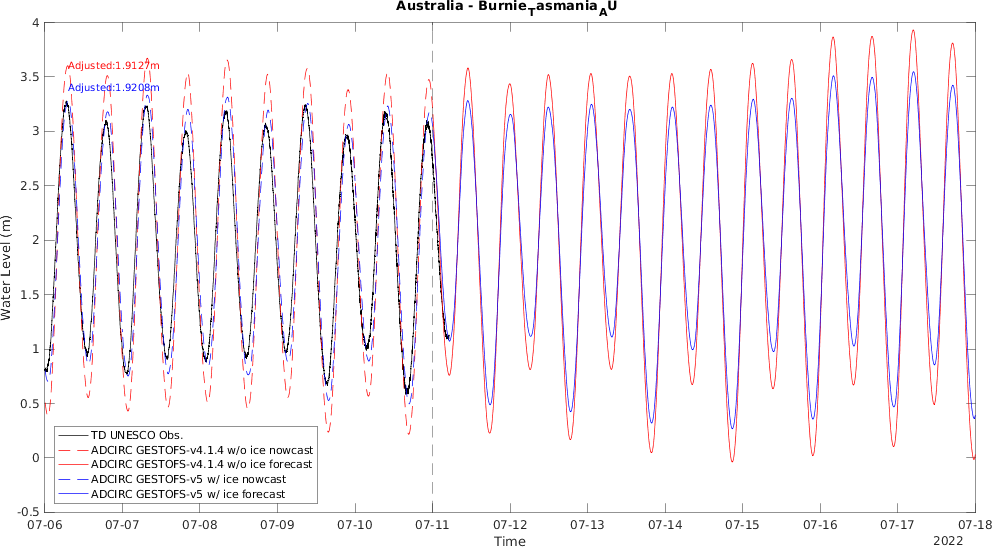 Australia - Burnie_Tasmania_AU
Adjusted:1.9127m
Adjusted:1.9208m
Water Level (m)
4
3.5
3
2.5
2
1.5
1
0.5
0
-0.5
TD UNESCO Obs.
ADCIRC GESTOFS-v4.1.4 w/o ice nowcast
ADCIRC GESTOFS-v4.1.4 w/o ice forecast
ADCIRC GESTOFS-v5 w/ ice nowcast
ADCIRC GESTOFS-v5 w/ ice forecast
07-06 07-07 07-08 07-09 07-10 07-11 07-12 07-13 07-14 07-15 07-16 07-17 07-18
Time
2022